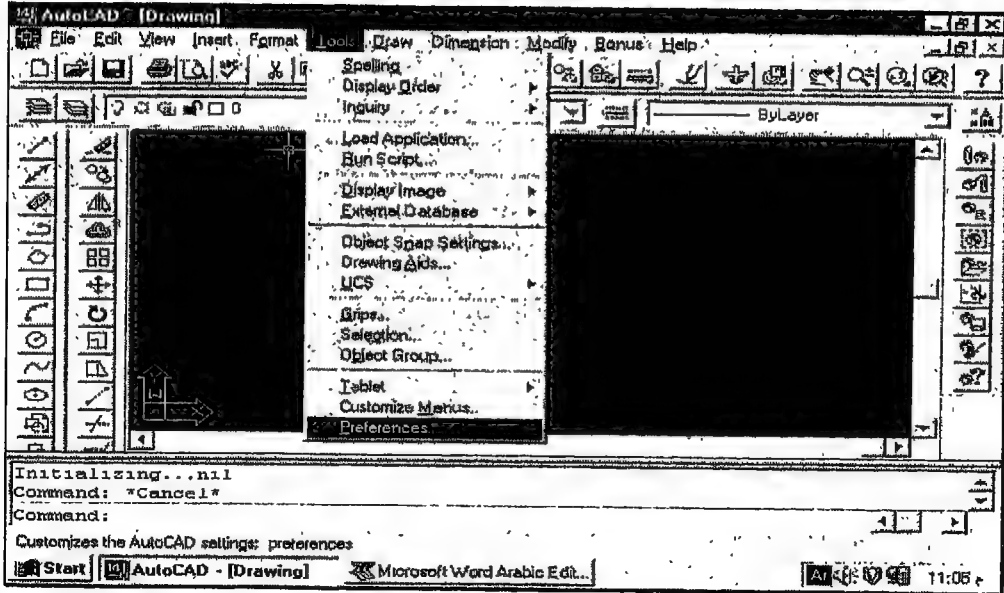 AutoCAD - [Drawing]
File Edit View Insert Format Tools Draw Dimension Modify Bonus Help
?
0
ByLayer
Spelling
Display Order
Inquiry
Load Application...
Run Script...
Display Image
External Database
Object Snap Settings...
Drawing Aids...
UCS
Grips...
Selection...
Object Group...
Tablet
Customize Menus..
Preferences
W
Initializing...nil
Command: *Cancel*
Command:
Customizes the AutoCAD settings: preferences
Start AutoCAD - [Drawing] Microsoft Word Arabic Edit... Ar 11:06 م